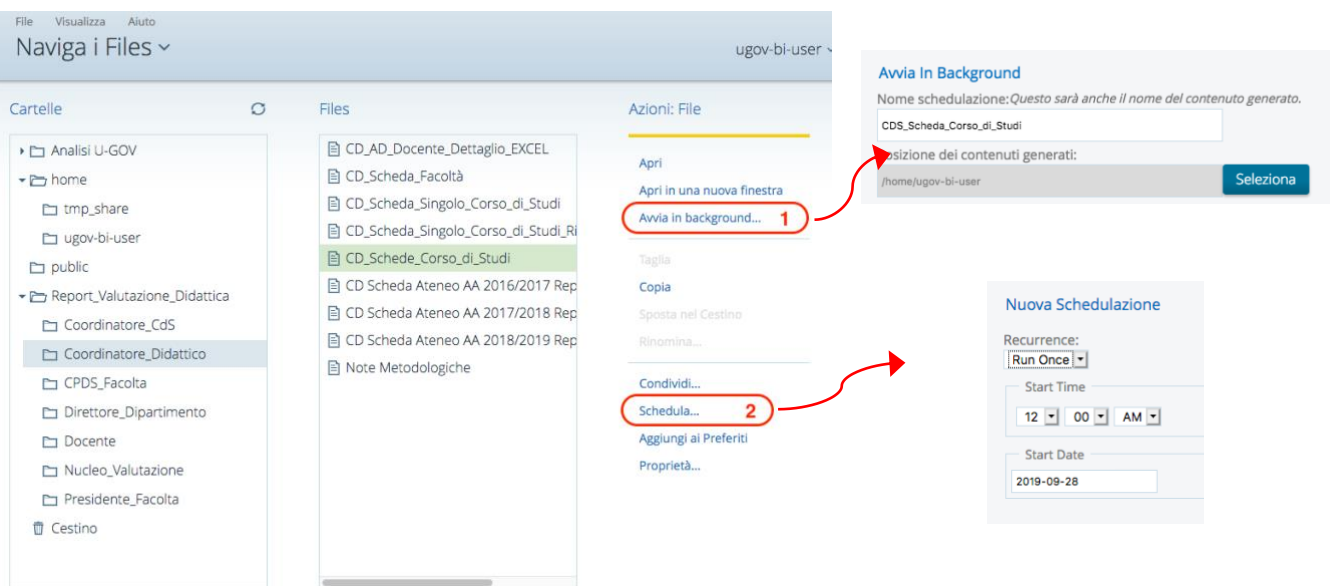 File Visualizza Aiuto
Naviga i Files
ugov-bi-user
Cartelle
Analisi U-GOV
home
tmp_share
ugov-bi-user
public
Report_Valutazione_Didattica
Coordinatore_CdS
Coordinatore_Didattico
CPDS_Facolta
Direttore_Dipartimento
Docente
Nucleo_Valutazione
Presidente_Facolta
Cestino
Files
CD_AD_Docente_Dettaglio_EXCEL
CD_Scheda_Facoltà
CD_Scheda_Singolo_Corso_di_Studi
CD_Scheda_Singolo_Corso_di_Studi_Ri
CD_Schede_Corso_di_Studi
CD Scheda Ateneo AA 2016/2017 Rep
CD Scheda Ateneo AA 2017/2018 Rep
CD Scheda Ateneo AA 2018/2019 Rep
Note Metodologiche
Azioni: File
Apri
Apri in una nuova finestra
Avvia in background... 1
Taglia
Copia
Sposta nel Cestino
Rinomina...
Condividi...
Schedula... 2
Aggiungi ai Preferiti
Proprietà...
Avvia In Background
Nome schedulazione:Questo sarà anche il nome del contenuto generato.
CDS_Scheda_Corso_di_Studi
osizione dei contenuti generati:
/home/ugov-bi-user
Seleziona
Nuova Schedulazione
Recurrence:
Run Once
Start Time
12 00 AM
Start Date
2019-09-28